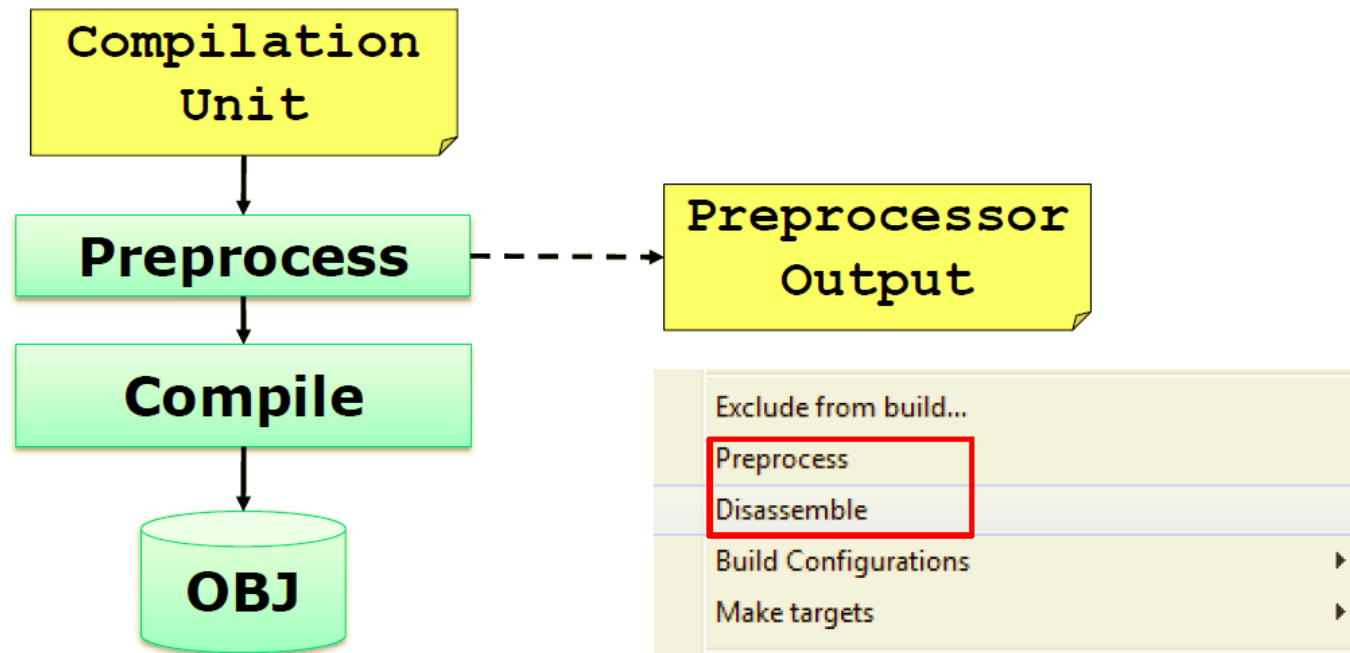 Compilation
Unit
Preprocess
Preprocessor
Output
Compile
OBJ
Exclude from build...
Preprocess
Disassemble
Build Configurations
Make targets